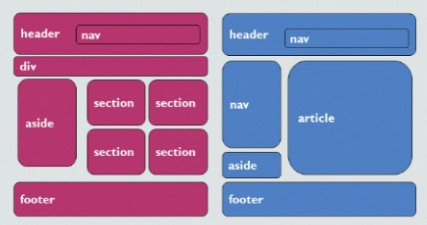 header nav
div
aside
section section
section section
footer
header nav
nav
article
aside
footer